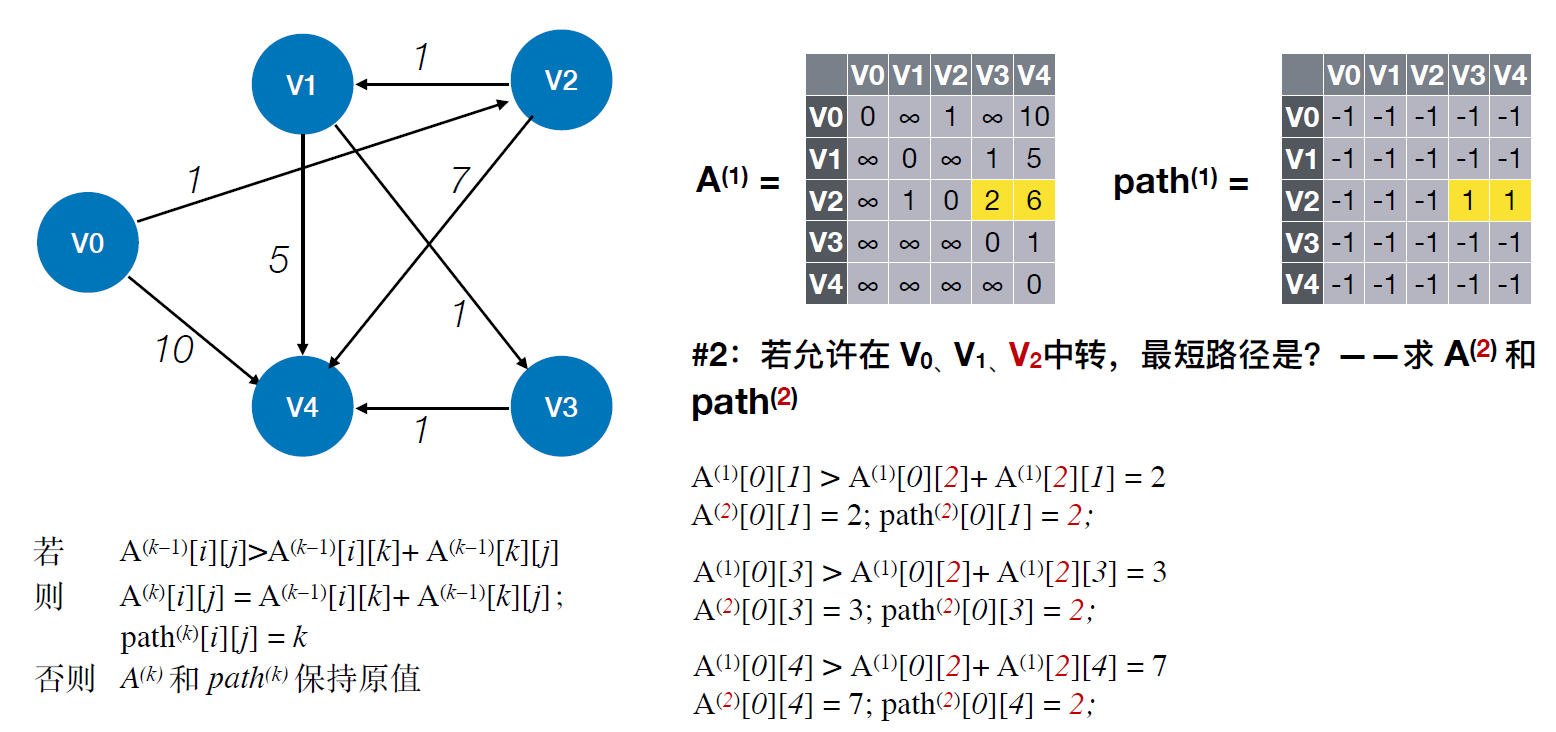 V1
V2
V0
V4
V3
1
1
7
5
1
10
1
若 A(k−1)[i][j]>A(k−1)[i][k]+ A(k−1)[k][j]
则 A(k)[i][j] = A(k−1)[i][k]+ A(k−1)[k][j] ;
path(k)[i][j] = k
否则 A(k) 和 path(k) 保持原值
A(1) =
V0 V1 V2 V3 V4
V0 0 ∞ 1 ∞ 10
V1 ∞ 0 ∞ 1 5
V2 ∞ 1 0 2 6
V3 ∞ ∞ ∞ 0 1
V4 ∞ ∞ ∞ ∞ 0
path(1) =
V0 V1 V2 V3 V4
V0 -1 -1 -1 -1 -1
V1 -1 -1 -1 -1 -1
V2 -1 -1 -1 1 1
V3 -1 -1 -1 -1 -1
V4 -1 -1 -1 -1 -1
#2：若允许在 V0、V1、V2中转，最短路径是？——求 A(2) 和
path(2)
A(1)[0][1] > A(1)[0][2]+ A(1)[2][1] = 2
A(2)[0][1] = 2; path(2)[0][1] = 2;
A(1)[0][3] > A(1)[0][2]+ A(1)[2][3] = 3
A(2)[0][3] = 3; path(2)[0][3] = 2;
A(1)[0][4] > A(1)[0][2]+ A(1)[2][4] = 7
A(2)[0][4] = 7; path(2)[0][4] = 2;